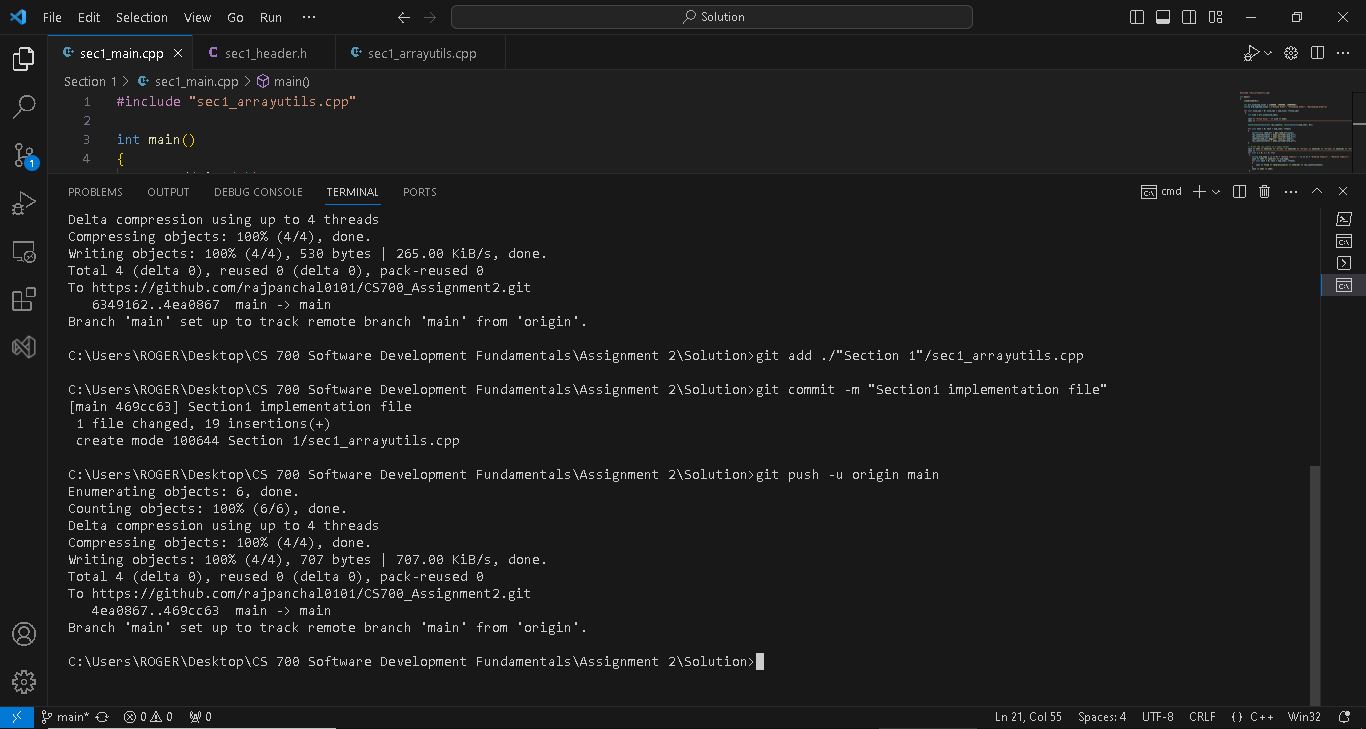 File Edit Selection View Go Run ··· Solution
sec1_main.cpp sec1_header.h sec1_arrayutils.cpp
Section 1 > sec1_main.cpp > main()
1 #include "sec1_arrayutils.cpp"
2
3 int main()
4 {
PROBLEMS OUTPUT DEBUG CONSOLE TERMINAL PORTS cmd
Delta compression using up to 4 threads
Compressing objects: 100% (4/4), done.
Writing objects: 100% (4/4), 530 bytes | 265.00 KiB/s, done.
Total 4 (delta 0), reused 0 (delta 0), pack-reused 0
To https://github.com/rajpanchal0101/CS700_Assignment2.git
6349162..4ea0867 main -> main
Branch 'main' set up to track remote branch 'main' from 'origin'.
C:\Users\ROGER\Desktop\CS 700 Software Development Fundamentals\Assignment 2\Solution>git add ./"Section 1"/sec1_arrayutils.cpp
C:\Users\ROGER\Desktop\CS 700 Software Development Fundamentals\Assignment 2\Solution>git commit -m "Section1 implementation file"
[main 469cc63] Section1 implementation file
1 file changed, 19 insertions(+)
create mode 100644 Section 1/sec1_arrayutils.cpp
C:\Users\ROGER\Desktop\CS 700 Software Development Fundamentals\Assignment 2\Solution>git push -u origin main
Enumerating objects: 6, done.
Counting objects: 100% (6/6), done.
Delta compression using up to 4 threads
Compressing objects: 100% (4/4), done.
Writing objects: 100% (4/4), 707 bytes | 707.00 KiB/s, done.
Total 4 (delta 0), reused 0 (delta 0), pack-reused 0
To https://github.com/rajpanchal0101/CS700_Assignment2.git
4ea0867..469cc63 main -> main
Branch 'main' set up to track remote branch 'main' from 'origin'.
C:\Users\ROGER\Desktop\CS 700 Software Development Fundamentals\Assignment 2\Solution>
1
main* 0 0 0 Ln 21, Col 55 Spaces: 4 UTF-8 CRLF {} C++ Win32